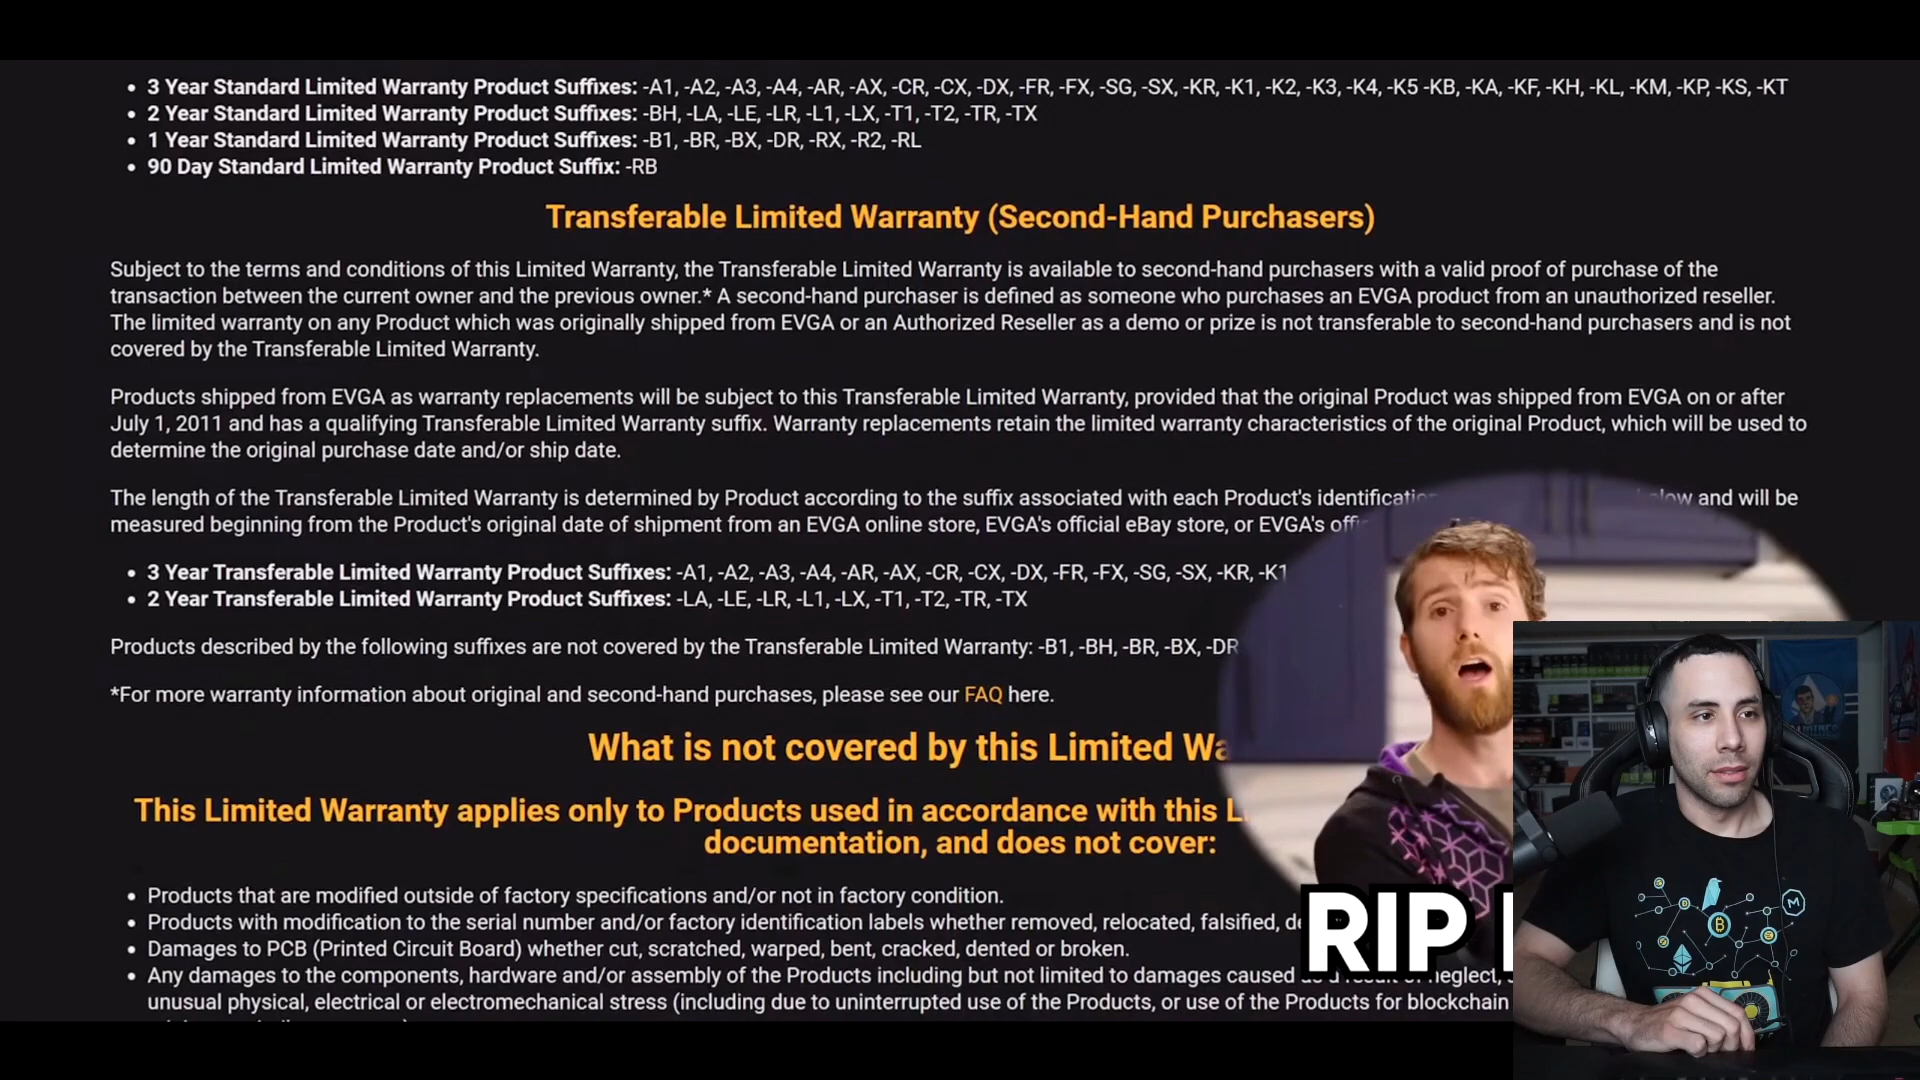 • 3 Year Standard Limited Warranty Product Suffixes: -A1, -A2, -A3, -A4, -AR, -AX, -CR, -CX, -DX, -FR, -FX, -SG, -SX, -KR, -K1, -K2, -K3, -K4, -K5 -KB, -KA, -KF, -KH, -KL, -KM, -KP, -KS, -KT
• 2 Year Standard Limited Warranty Product Suffixes: -BH, -LA, -LE, -LR, -L1, -LX, -T1, -T2, -TR, -TX
• 1 Year Standard Limited Warranty Product Suffixes: -B1, -BR, -BX, -DR, -RX, -R2, -RL
• 90 Day Standard Limited Warranty Product Suffix: -RB
Transferable Limited Warranty (Second-Hand Purchasers)
Subject to the terms and conditions of this Limited Warranty, the Transferable Limited Warranty is available to second-hand purchasers with a valid proof of purchase of the
transaction between the current owner and the previous owner.* A second-hand purchaser is defined as someone who purchases an EVGA product from an unauthorized reseller.
The limited warranty on any Product which was originally shipped from EVGA or an Authorized Reseller as a demo or prize is not transferable to second-hand purchasers and is not
covered by the Transferable Limited Warranty.
Products shipped from EVGA as warranty replacements will be subject to this Transferable Limited Warranty, provided that the original Product was shipped from EVGA on or after
July 1, 2011 and has a qualifying Transferable Limited Warranty suffix. Warranty replacements retain the limited warranty characteristics of the original Product, which will be used to
determine the original purchase date and/or ship date.
The length of the Transferable Limited Warranty is determined by Product according to the suffix associated with each Product's and will be
measured beginning from the Product's original date of shipment from an EVGA online store, EVGA's official eBay store, or EVGA's
• 3 Year Transferable Limited Warranty Product Suffixes: -A1, -A2, -A3, -A4, -AR, -AX, -CR, -CX, -DX, -FR, -FX, -SG, -SX, -KR, -K1
• 2 Year Transferable Limited Warranty Product Suffixes: -LA, -LE, -LR, -L1, -LX, -T1, -T2, -TR, -TX
Products described by the following suffixes are not covered by the Transferable Limited Warranty: -B1, -BH, -BR, -BX, -DR
*For more warranty information about original and second-hand purchases, please see our FAQ here.
What is not covered by this Limited
This Limited Warranty applies only to Products used in accordance with this
documentation, and does not cover:
• Products that are modified outside of factory specifications and/or not in factory condition.
• Products with modification to the serial number and/or factory identification labels whether removed, relocated, falsified,
• Damages to PCB (Printed Circuit Board) whether cut, scratched, warped, bent, cracked, dented or broken.
• Any damages to the components, hardware and/or assembly of the Products including but not limited to damages caused as a result of neglect,
unusual physical, electrical or electromechanical stress (including due to uninterrupted use of the Products, or use of the Products for blockchain
RIP